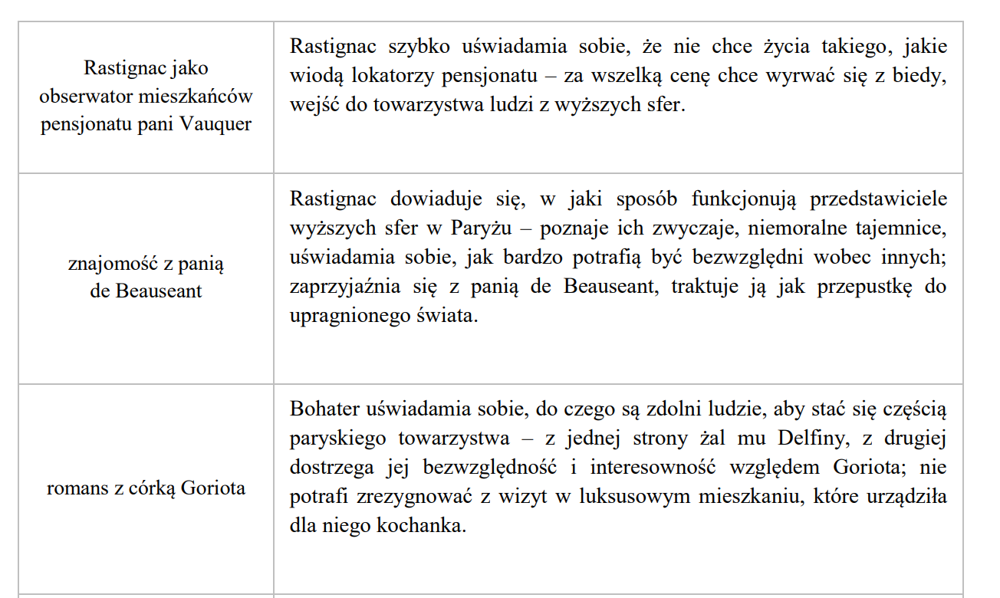 Rastignac jako
obserwator mieszkańców
pensjonatu pani Vauquer
Rastignac szybko uświadamia sobie, że nie chce życia takiego, jakie
wiodą lokatorzy pensjonatu – za wszelką cenę chce wyrwać się z biedy,
wejść do towarzystwa ludzi z wyższych sfer.
znajomość z panią
de Beauseant
Rastignac dowiaduje się, w jaki sposób funkcjonują przedstawiciele
wyższych sfer w Paryżu – poznaje ich zwyczaje, niemoralne tajemnice,
uświadamia sobie, jak bardzo potrafią być bezwzględni wobec innych;
zaprzyjaźnia się z panią de Beauseant, traktuje ją jak przepustkę do
upragnionego świata.
romans z córką Goriota
Bohater uświadamia sobie, do czego są zdolni ludzie, aby stać się częścią
paryskiego towarzystwa – z jednej strony żal mu Delfiny, z drugiej
dostrzega jej bezwzględność i interesowność względem Goriota; nie
potrafi zrezygnować z wizyt w luksusowym mieszkaniu, które urządziła
dla niego kochanka.